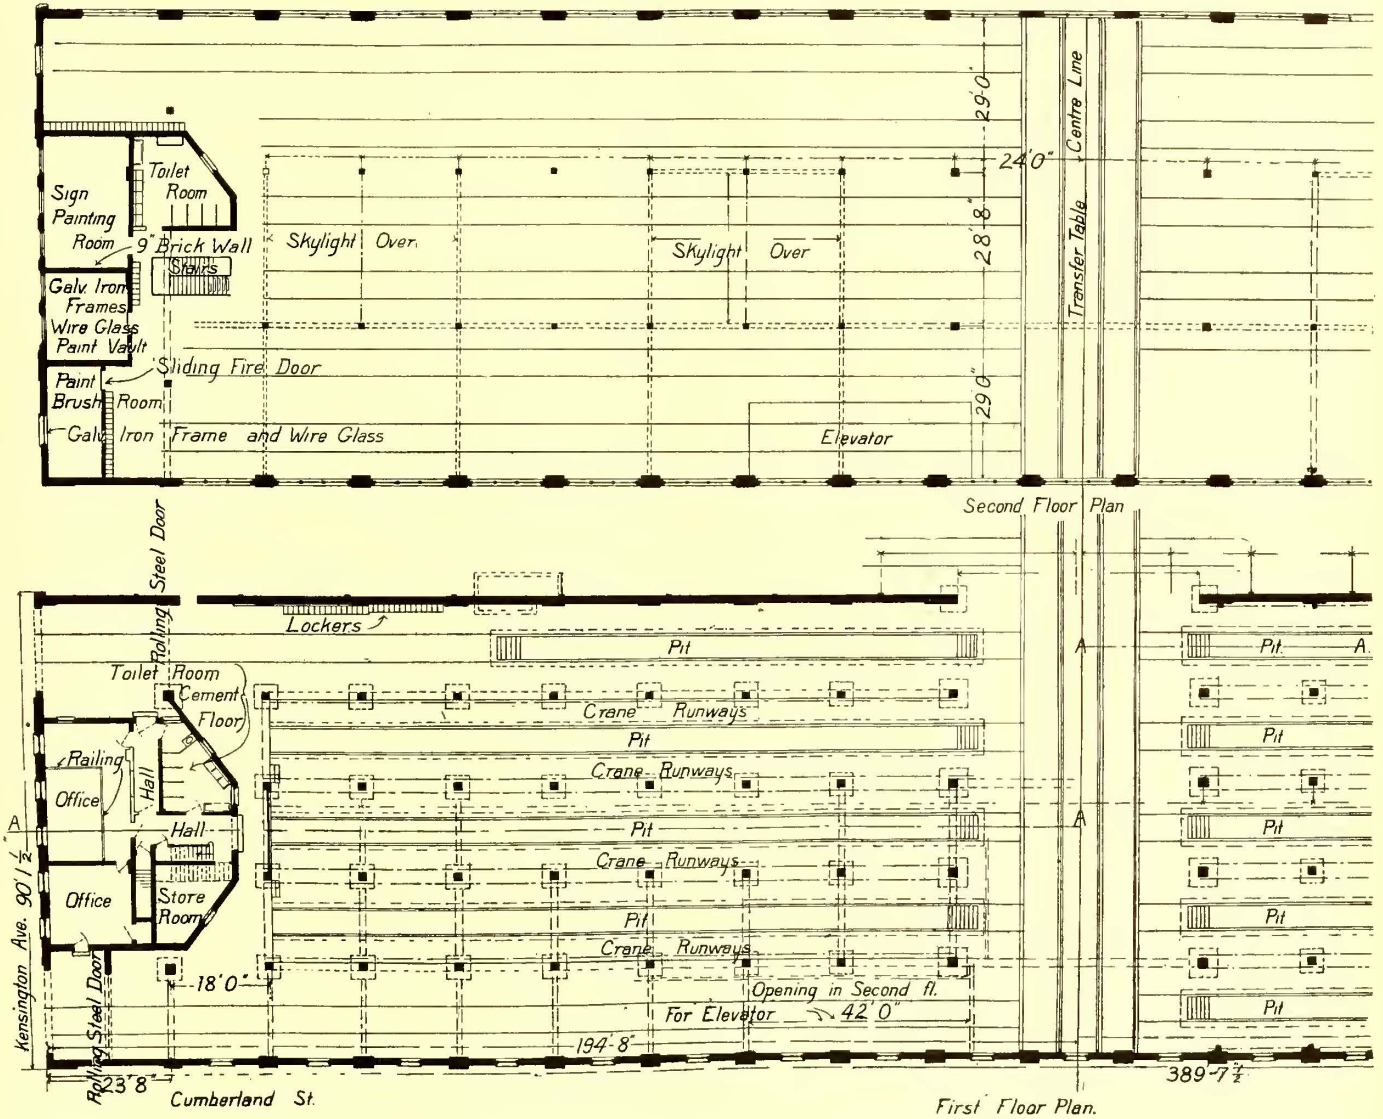 29'-0"
Transfer Table Centre Line
24'0"
Toilet
Room
Sign
Painting
Room
9" Brick Wall
Stairs
Skylight Over
Skylight Over
28'-8"
Galv. Iron
Frames
Wire Glass
Paint Vault
Sliding Fire Door
Paint
Brush Room
Galv. Iron Frame and Wire Glass
29'0"
Elevator
Second Floor Plan
Rolling Steel Door
Lockers
Pit
A
Pit.
A.
Toilet Room
Cement
Floor
Crane Runways
Pit
Pit
Railing
Hall
Office
Crane Runways
A
Hall
Pit
A
Pit
Crane Runways
Office
Store
Room
Pit
Pit
Crane Runways
18'0"
Opening in Second fl.
For Elevator 42'0"
Pit
Kensington Ave. 90'1½"
Rolling Steel Door
194'-8"
23'8"
389'-7½
Cumberland St.
First Floor Plan.